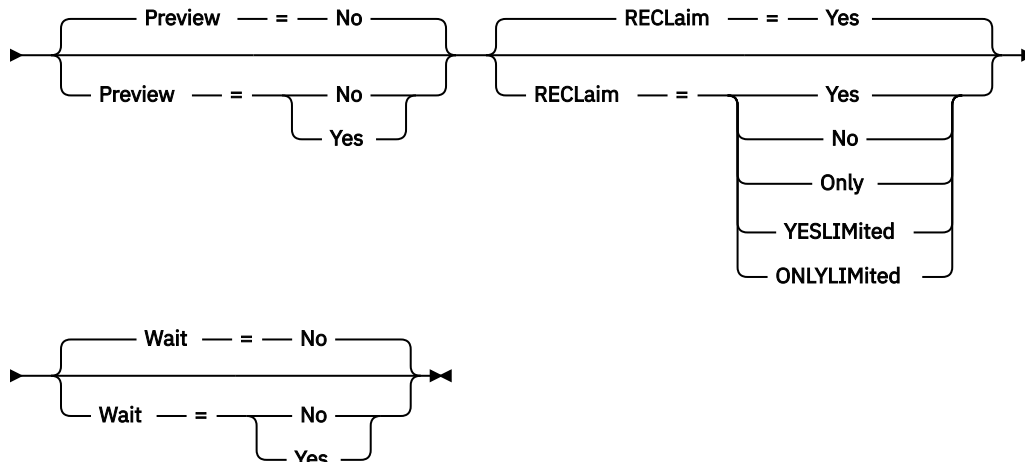 Preview = No RECLaim = Yes
Preview = No RECLaim = Yes
Yes No
Only
YESLIMited
ONLYLIMited
Wait = No
Wait = No
Yes